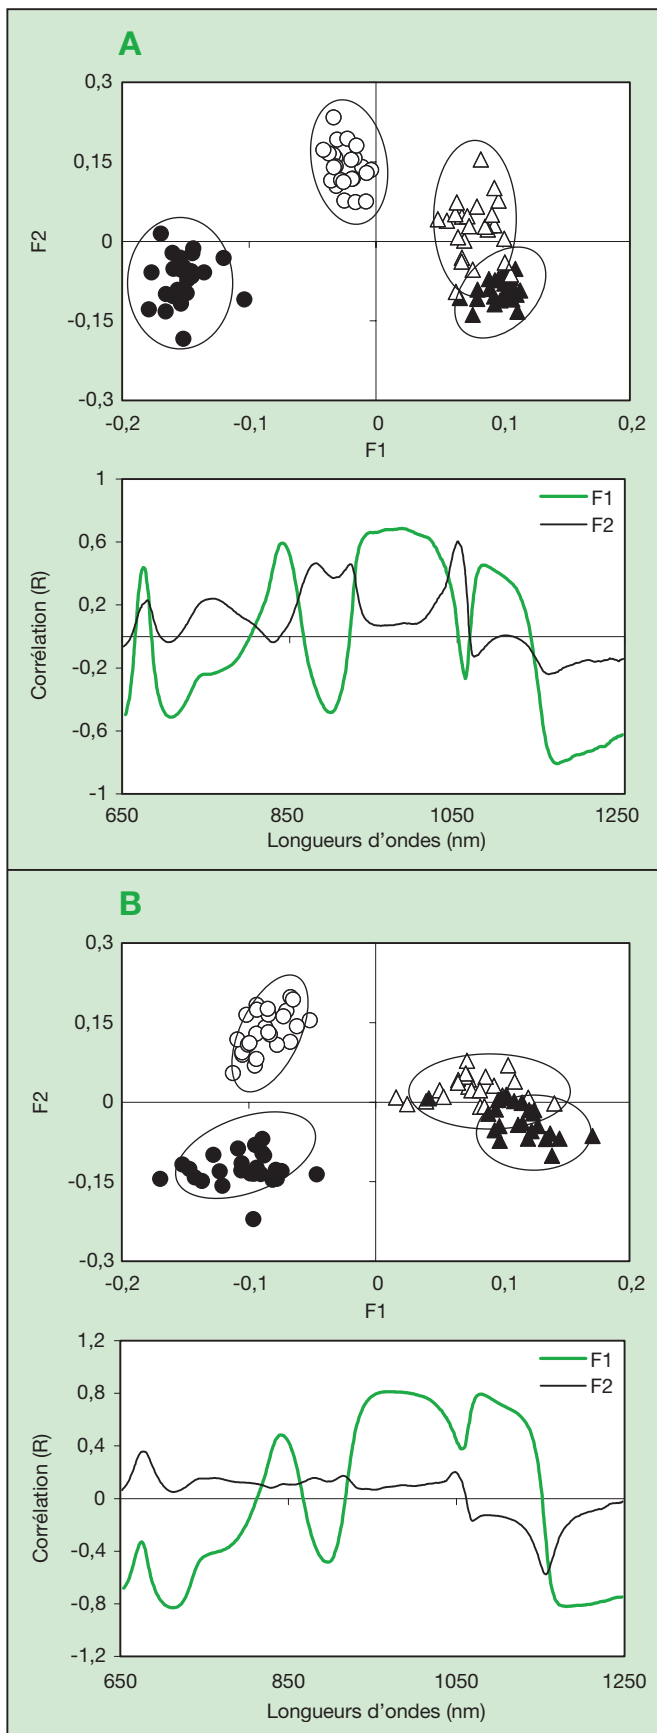 A
0,3
0,15
0
-0,15
-0,3
F2
-0,2
-0,1
0
0,1
0,2
F1
1
0,6
0,2
-0,2
-0,6
-1
Corrélation (R)
F1
F2
650
850
1050
1250
Longueurs d'ondes (nm)
B
0,3
0,15
0
-0,15
-0,3
F2
-0,2
-0,1
0
0,1
0,2
F1
1,2
0,8
0,4
0
-0,4
-0,8
-1,2
Corrélation (R)
F1
F2
650
850
1050
1250
Longueurs d'ondes (nm)